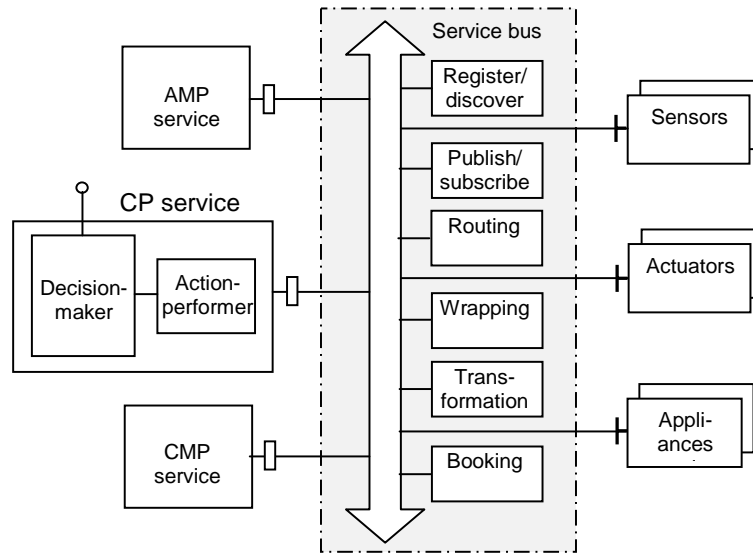 Service bus
AMP
service
Register/
discover
Sensors
Publish/
subscribe
CP service
Routing
Decision-
maker
Action-
performer
Actuators
Wrapping
Trans-
formation
CMP
service
Appli-
ances
Booking